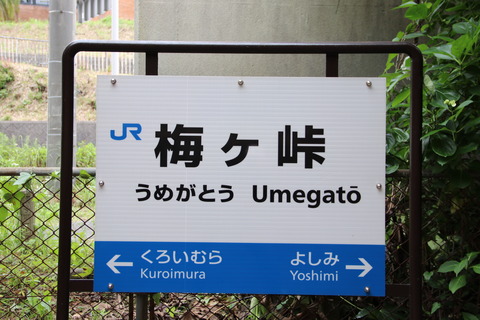 JR 梅ヶ峠
うめがとう Umegatō
← くろいむら よしみ →
Kuroimura Yoshimi